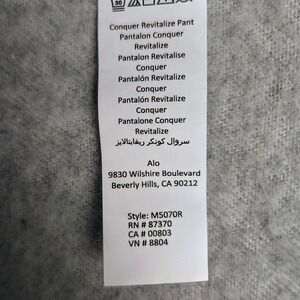 30
Conquer Revitalize Pant
Pantalon Conquer
Revitalize
Pantalon Revitalise
Conquer
Pantalón Revitalize
Conquer
Pantalón Revitalize
Conquer
Pantalone Conquer
Revitalize
سروال كونكر ريفايتالايز
Alo
9830 Wilshire Boulevard
Beverly Hills, CA 90212
Style: M5070R
RN # 87370
CA # 00803
VN # 8804